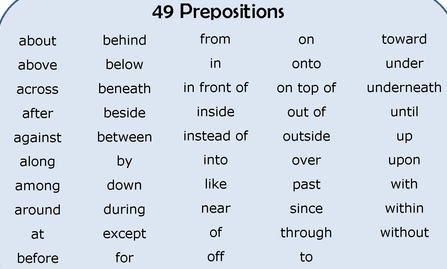 49 Prepositions
about behind from on toward
above below in onto under
across beneath in front of on top of underneath
after beside inside out of until
against between instead of outside up
along by into over upon
among down like past with
around during near since within
at except of through without
before for off to